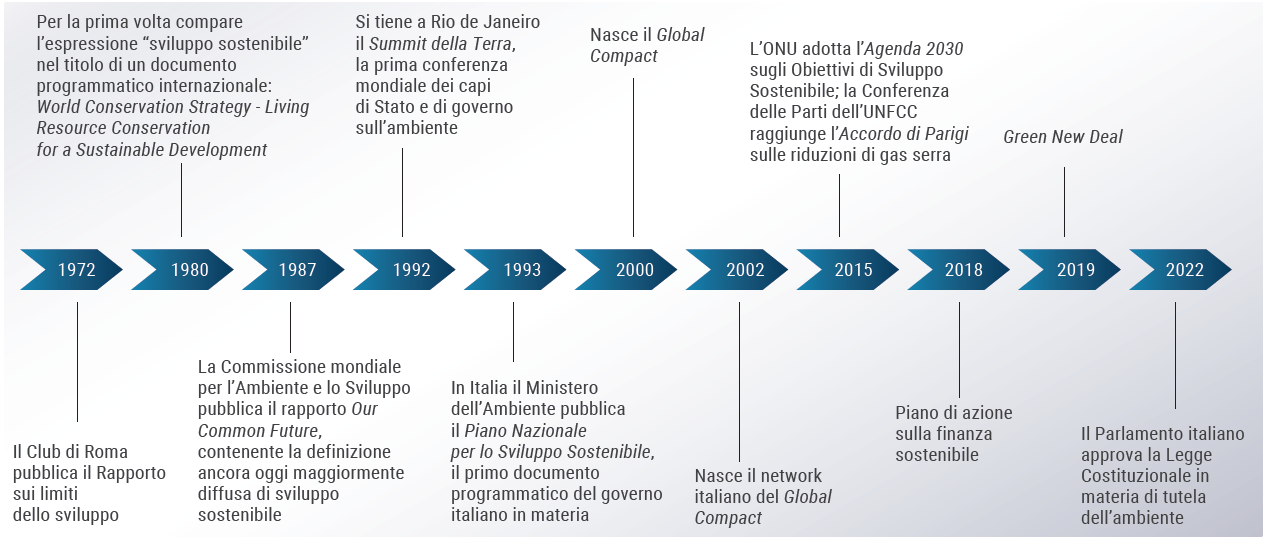 Per la prima volta compare
l’espressione “sviluppo sostenibile”
nel titolo di un documento
programmatico internazionale:
World Conservation Strategy - Living
Resource Conservation
for a Sustainable Development
Si tiene a Rio de Janeiro
il Summit della Terra,
la prima conferenza
mondiale dei capi
di Stato e di governo
sull’ambiente
Nasce il Global
Compact
L’ONU adotta l’Agenda 2030
sugli Obiettivi di Sviluppo
Sostenibile; la Conferenza
delle Parti dell’UNFCC
raggiunge l’Accordo di Parigi
sulle riduzioni di gas serra
Green New Deal
1972
1980
1987
1992
1993
2000
2002
2015
2018
2019
2022
Il Club di Roma
pubblica il Rapporto
sui limiti
dello sviluppo
La Commissione mondiale
per l’Ambiente e lo Sviluppo
pubblica il rapporto Our
Common Future,
contenente la definizione
ancora oggi maggiormente
diffusa di sviluppo
sostenibile
In Italia il Ministero
dell’Ambiente pubblica
il Piano Nazionale
per lo Sviluppo Sostenibile,
il primo documento
programmatico del governo
italiano in materia
Nasce il network
italiano del Global
Compact
Piano di azione
sulla finanza
sostenibile
Il Parlamento italiano
approva la Legge
Costituzionale in
materia di tutela
dell’ambiente